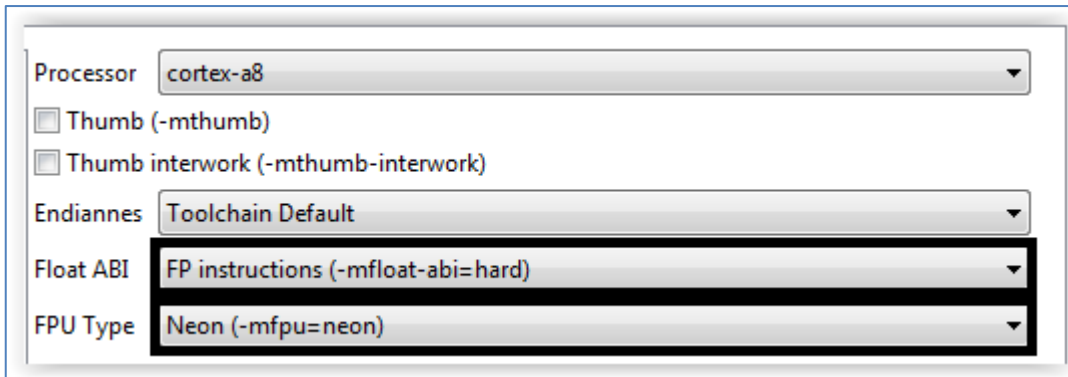 Processor cortex-a8
Thumb (-mthumb)
Thumb interwork (-mthumb-interwork)
Endiannes Toolchain Default
Float ABI FP instructions (-mfloat-abi=hard)
FPU Type Neon (-mfpu=neon)